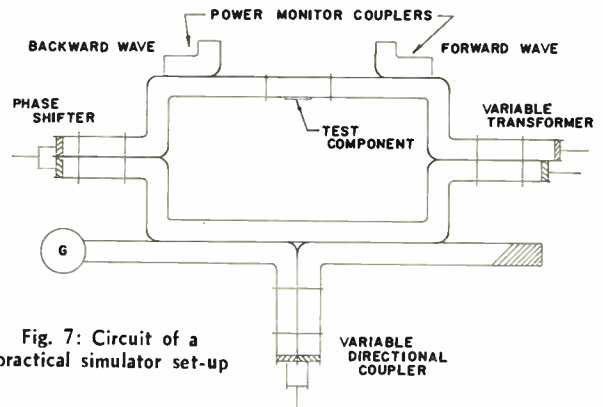 POWER MONITOR COUPLERS
BACKWARD WAVE
FORWARD WAVE
PHASE
SHIFTER
VARIABLE
TRANSFORMER
TEST
COMPONENT
G
Fig. 7: Circuit of a
practical simulator set-up
VARIABLE
DIRECTIONAL
COUPLER